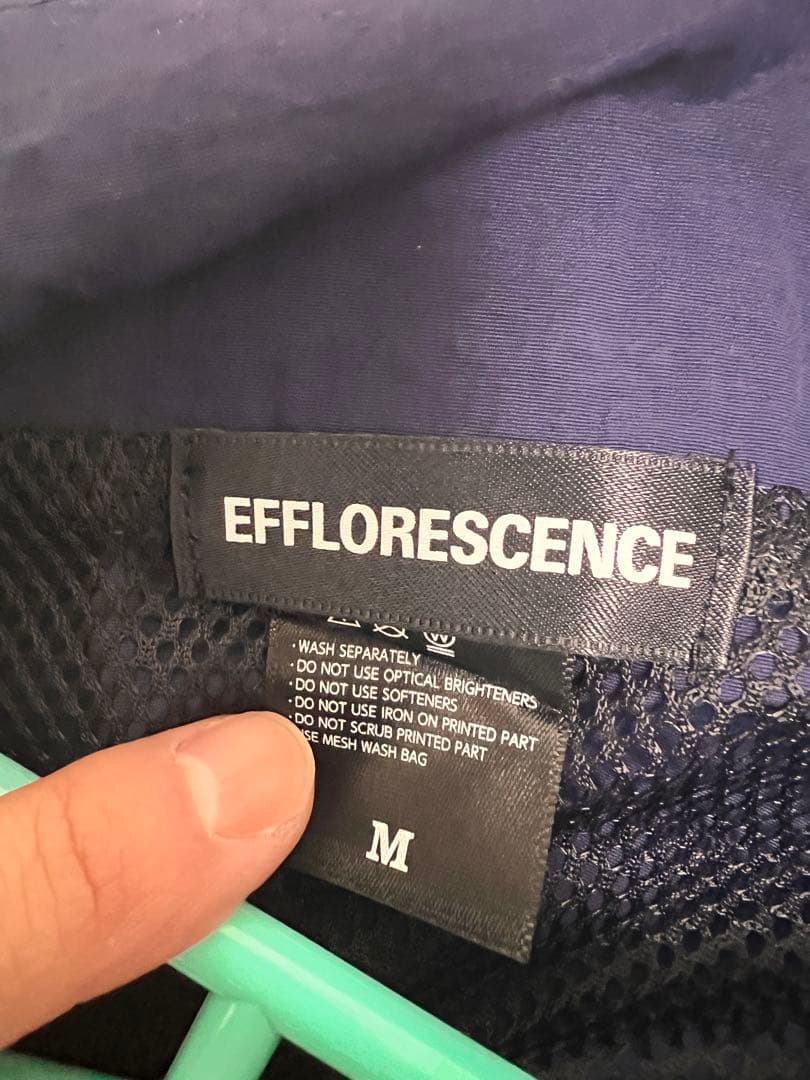 EFFLORESCENCE
W
· WASH SEPARATELY
· DO NOT USE OPTICAL BRIGHTENERS
· DO NOT USE SOFTENERS
· DO NOT USE IRON ON PRINTED PART
· DO NOT SCRUB PRINTED PART
MESH WASH BAG
M